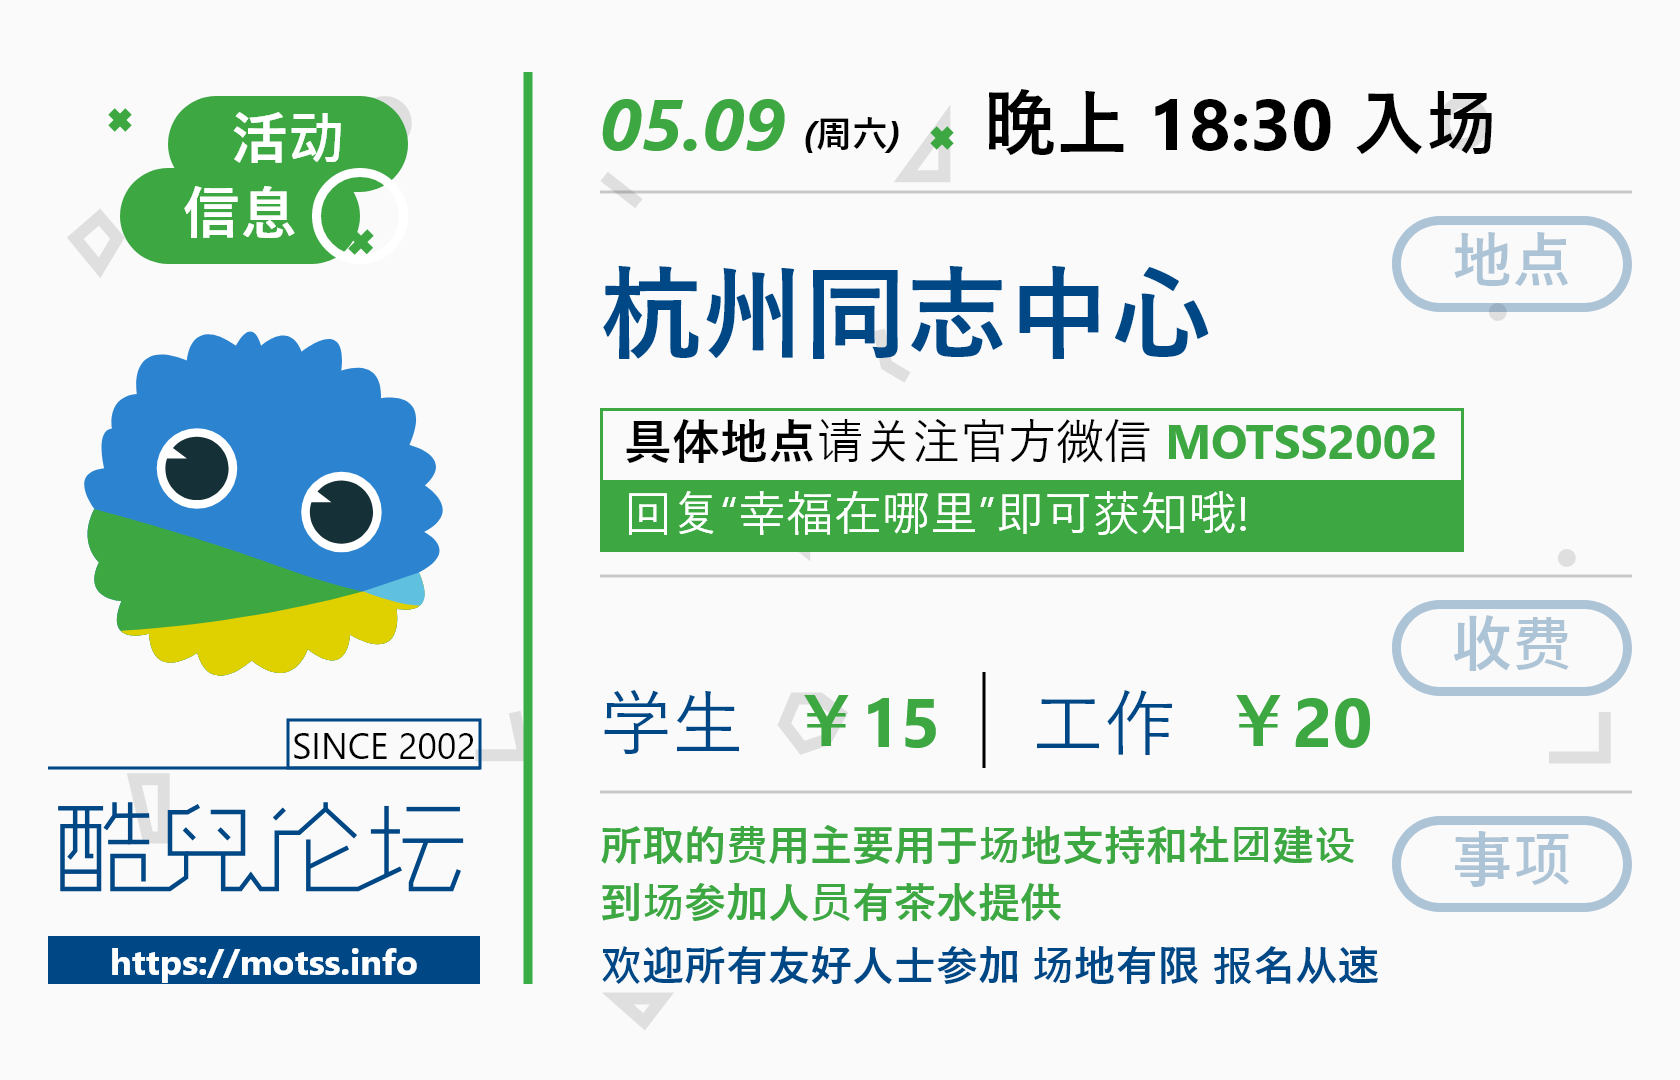 活动
信息
SINCE 2002
酷兒论坛
https://motss.info
05.09 (周六) 晚上 18:30 入场
地点
杭州同志中心
具体地点请关注官方微信 MOTSS2002
回复“幸福在哪里”即可获知哦!
收费
学生 ￥15 工作 ￥20
事项
所取的费用主要用于场地支持和社团建设
到场参加人员有茶水提供
欢迎所有友好人士参加 场地有限 报名从速